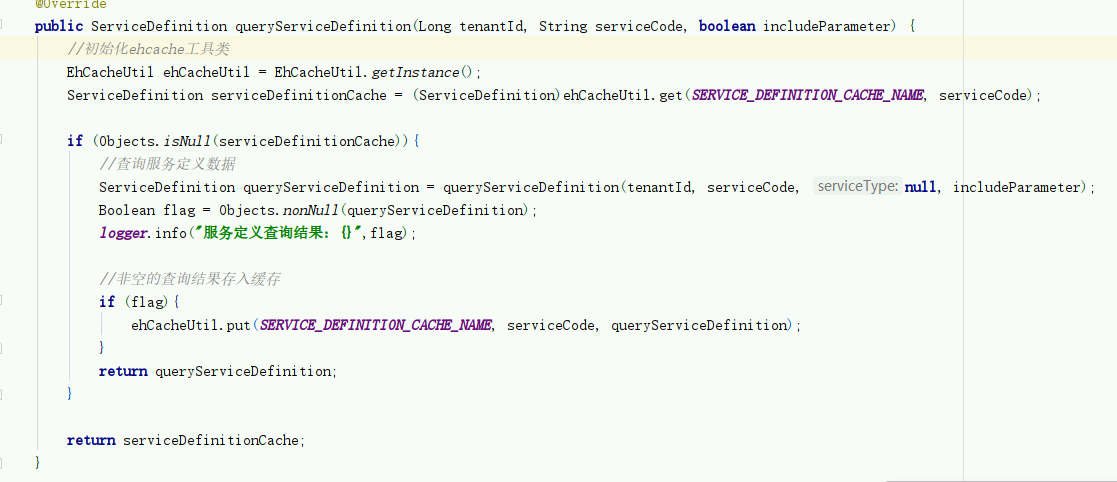 @Override
public ServiceDefinition queryServiceDefinition(Long tenantId, String serviceCode, boolean includeParameter) {
//初始化ehcache工具类
EhCacheUtil ehCacheUtil = EhCacheUtil.getInstance();
ServiceDefinition serviceDefinitionCache = (ServiceDefinition)ehCacheUtil.get(SERVICE_DEFINITION_CACHE_NAME, serviceCode);
if (Objects.isNull(serviceDefinitionCache)){
//查询服务定义数据
ServiceDefinition queryServiceDefinition = queryServiceDefinition(tenantId, serviceCode, serviceType: null, includeParameter);
Boolean flag = Objects.nonNull(queryServiceDefinition);
logger.info("服务定义查询结果: {}",flag);
//非空的查询结果存入缓存
if (flag){
ehCacheUtil.put(SERVICE_DEFINITION_CACHE_NAME, serviceCode, queryServiceDefinition);
}
return queryServiceDefinition;
}
return serviceDefinitionCache;
}